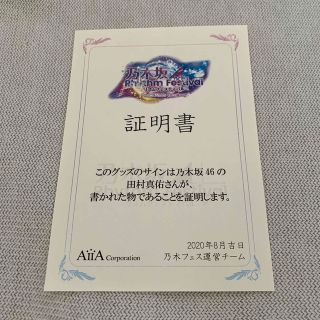 乃木坂46
Rhythm Festival
証明書
このグッズのサインは乃木坂46の
田村真佑さんが、
書かれた物であることを証明します。
2020年8月吉日
AiiA Corporation
乃木フェス運営チーム